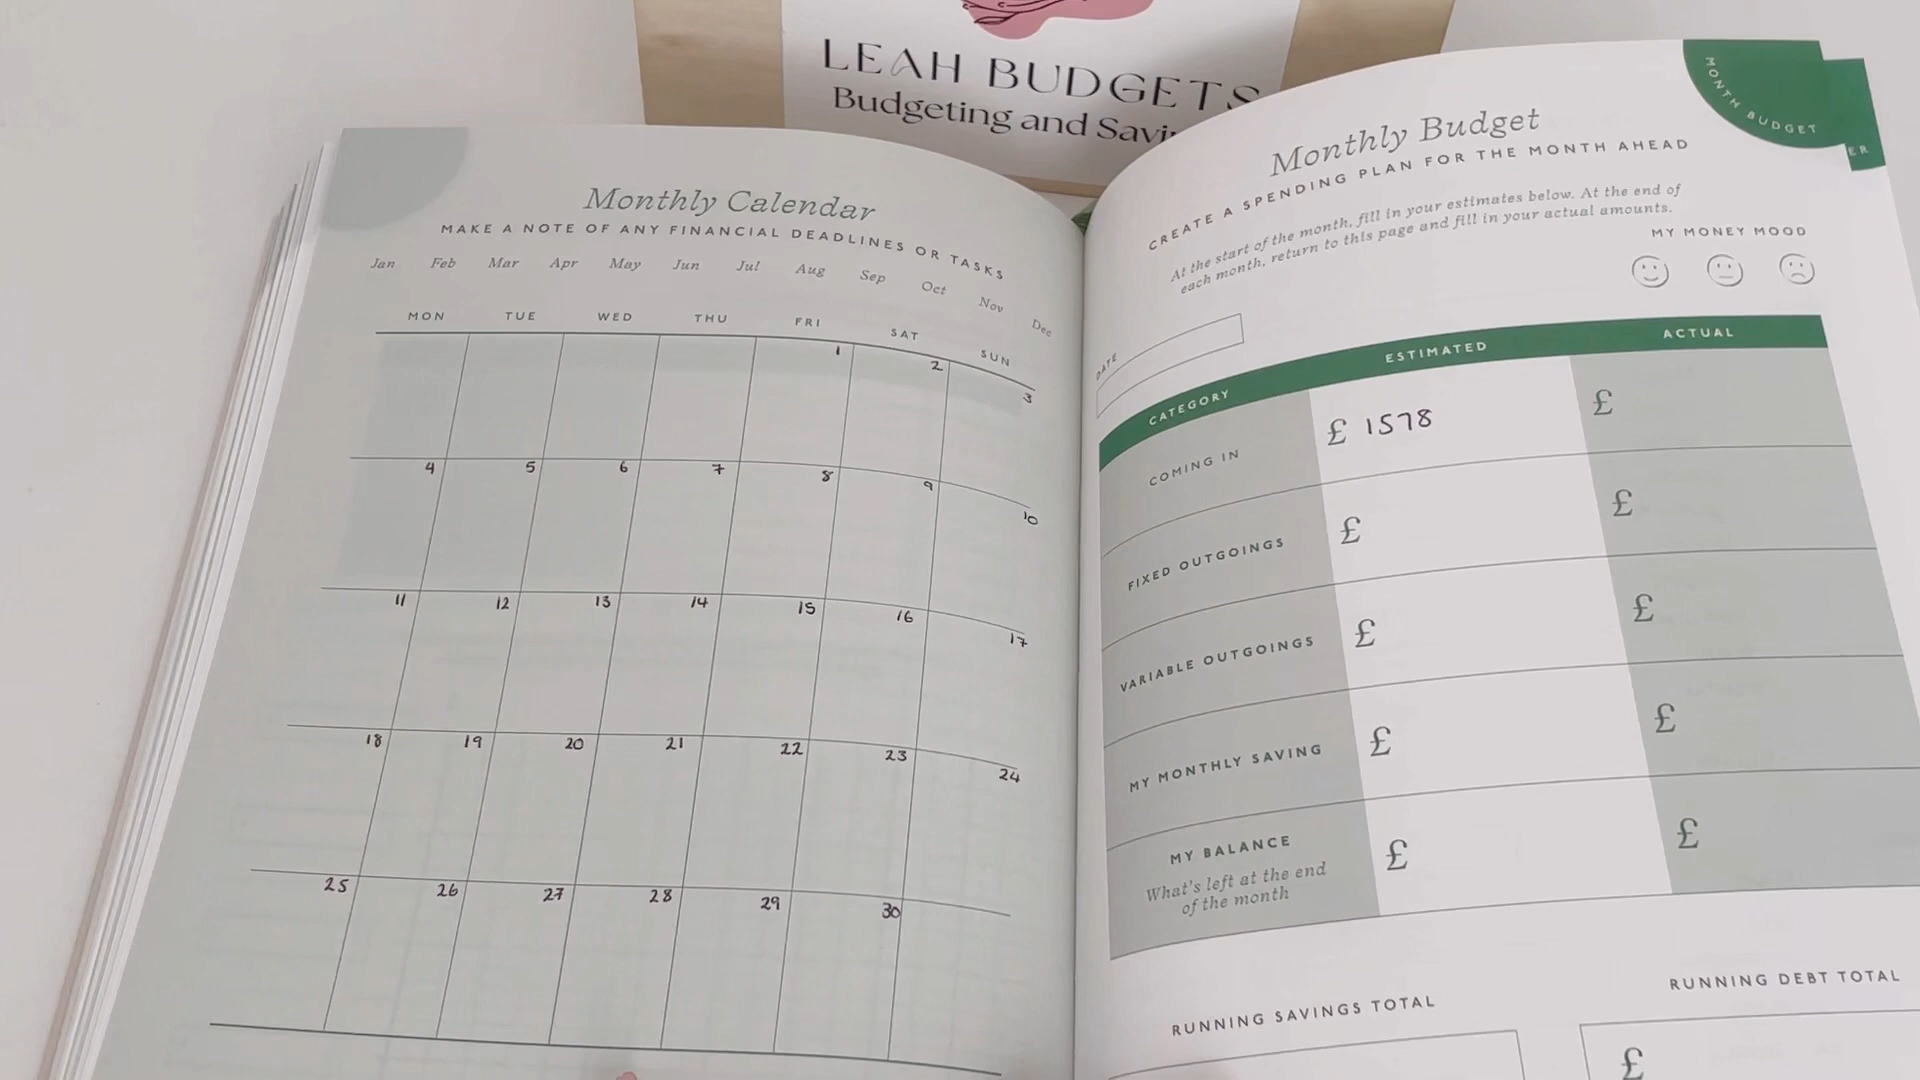 LEAH BUDGETS
Budgeting and Savi
Monthly Calendar
MAKE A NOTE OF ANY FINANCIAL DEADLINES OR TASKS
Jan Feb Mar Apr May Jun Jul Aug Sep Oct Nov Dec
MON TUE WED THU FRI SAT SUN
1 2 3
4 5 6 7 8 9 10
11 12 13 14 15 16 17
18 19 20 21 22 23 24
25 26 27 28 29 30
MONTH BUDGET
ER
Monthly Budget
CREATE A SPENDING PLAN FOR THE MONTH AHEAD
At the start of the month, fill in your estimates below. At the end of
each month, return to this page and fill in your actual amounts.
MY MONEY MOOD
DATE
CATEGORY ESTIMATED ACTUAL
COMING IN £ 1578 £
FIXED OUTGOINGS £ £
VARIABLE OUTGOINGS £ £
MY MONTHLY SAVING £ £
MY BALANCE £ £
What's left at the end
of the month
RUNNING SAVINGS TOTAL RUNNING DEBT TOTAL
£